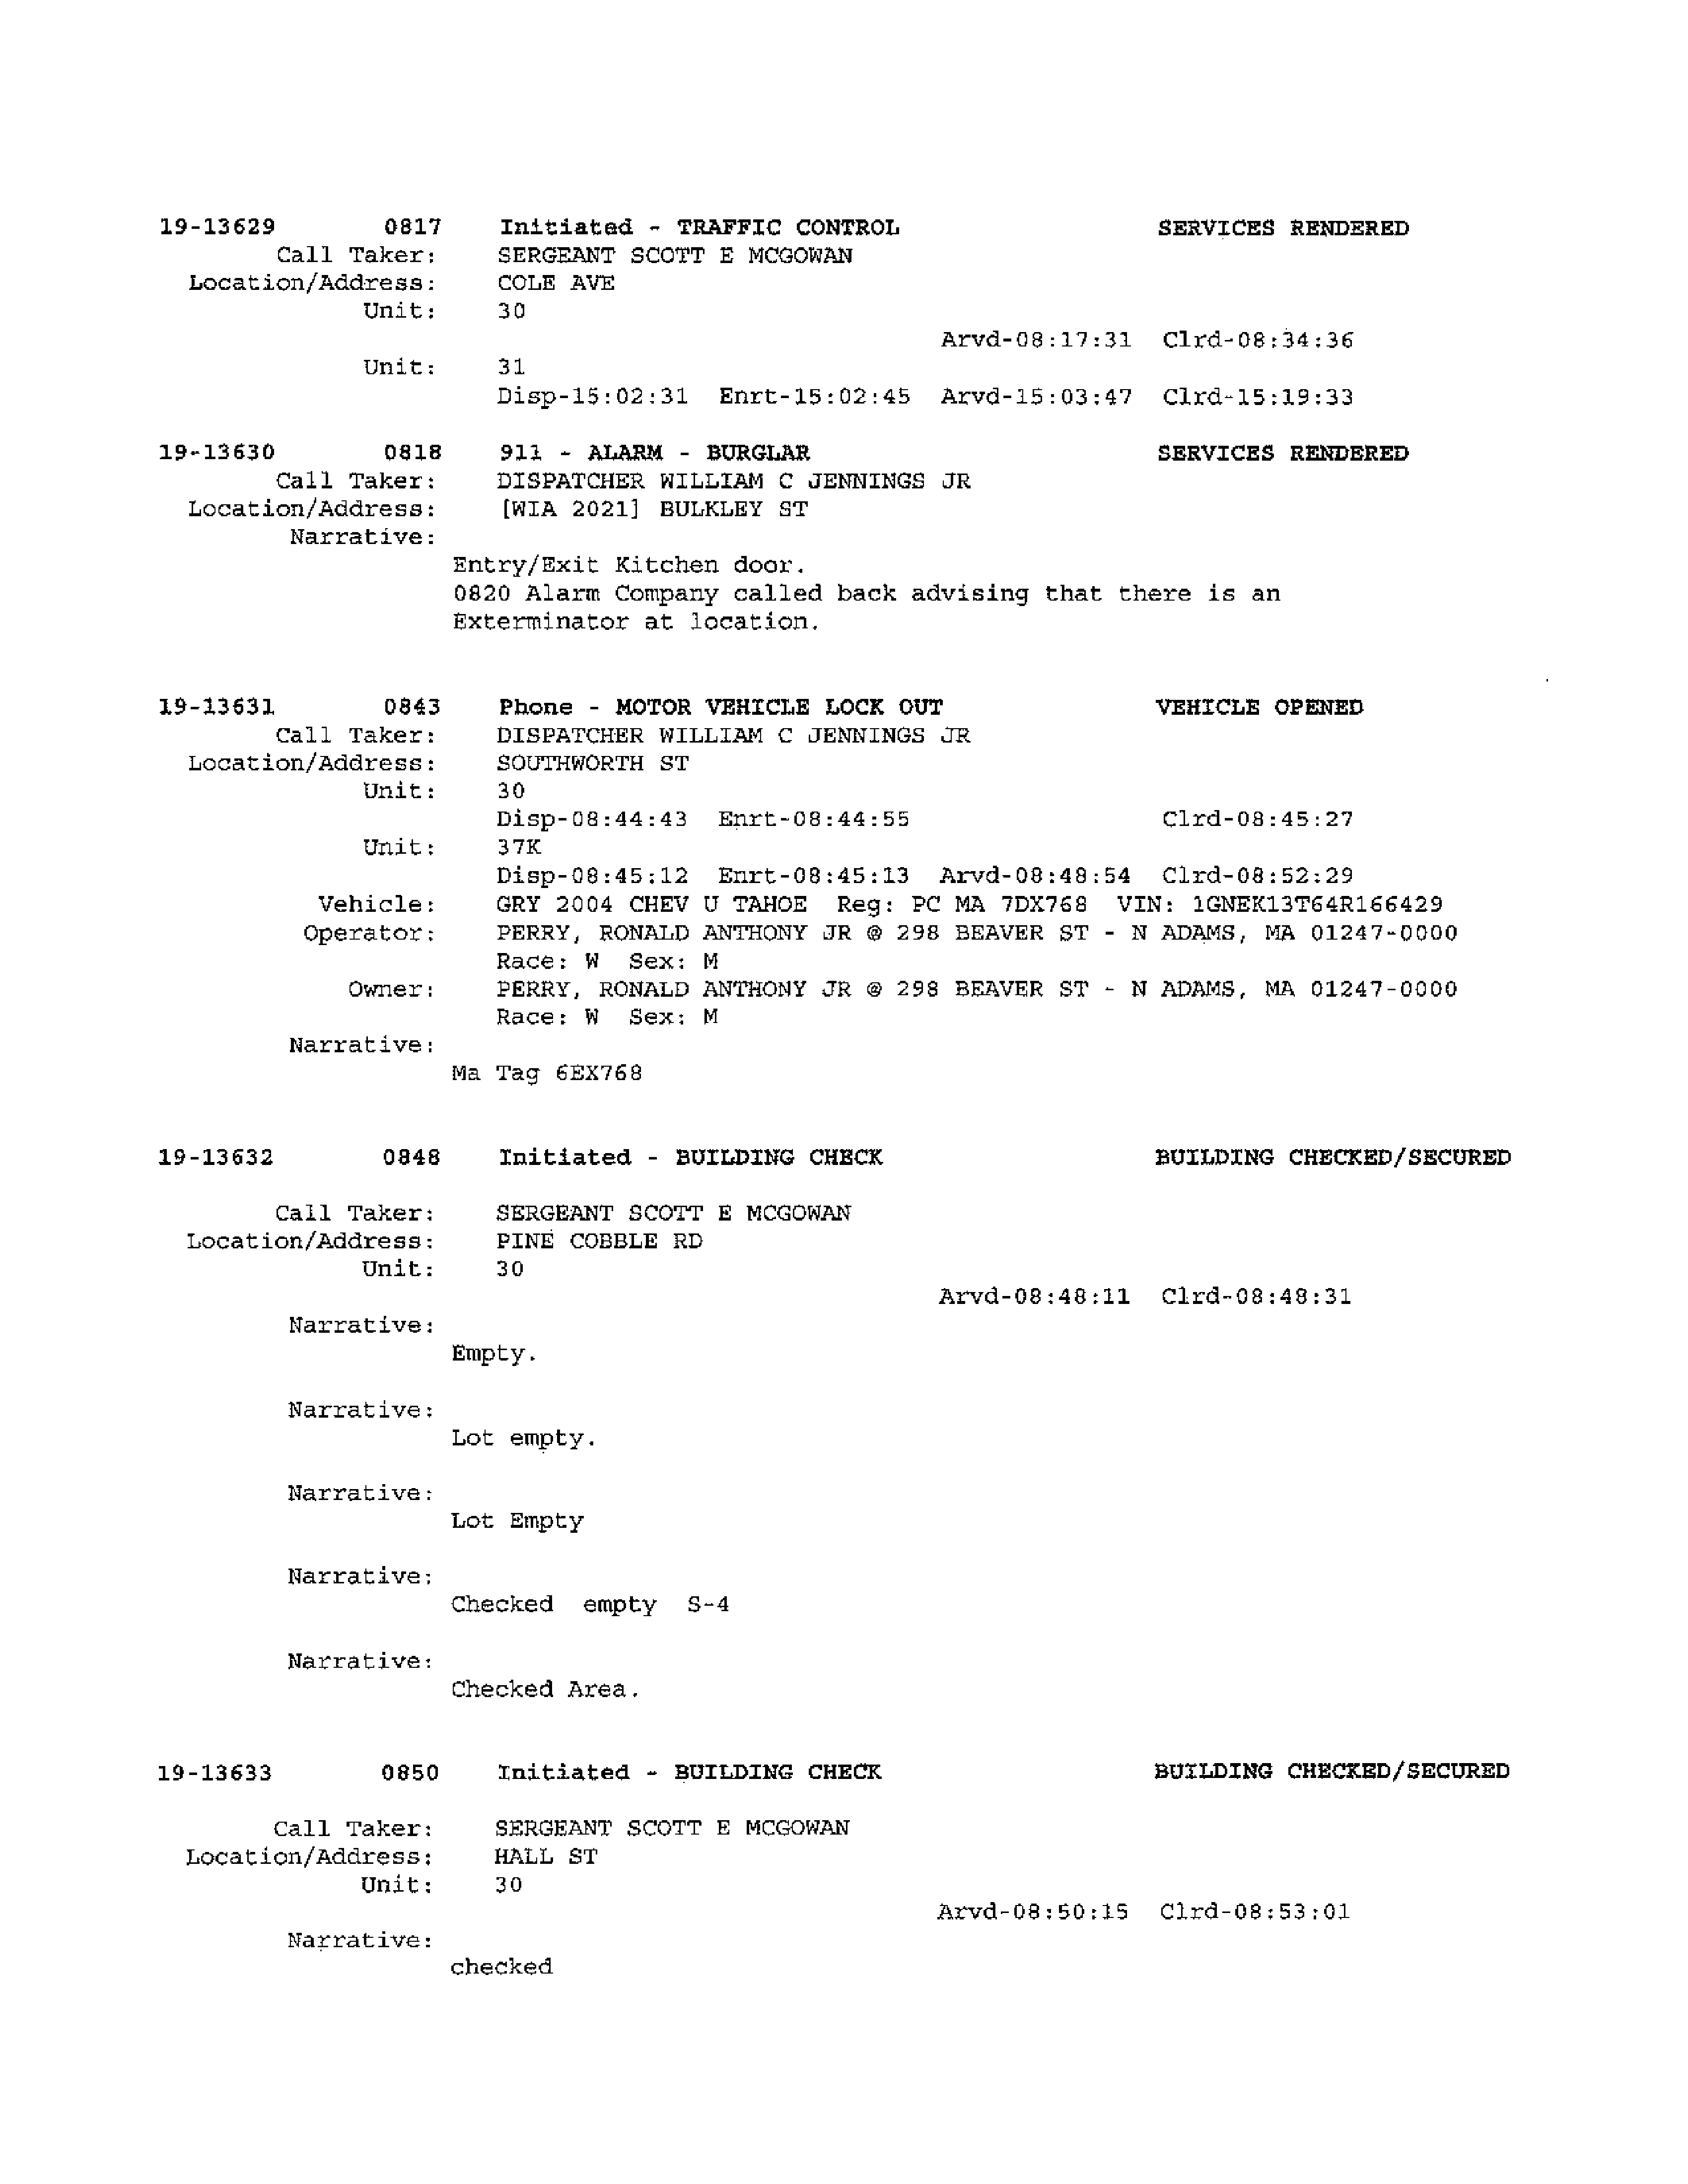 19-13629 0817 Initiated - TRAFFIC CONTROL SERVICES RENDERED
Call Taker: SERGEANT SCOTT E MCGOWAN
Location/Address: COLE AVE
Unit: 30
Arvd-08:17:31 Clrd-08:34:36
Unit: 31
Disp-15:02:31 Enrt-15:02:45 Arvd-15:03:47 Clrd-15:19:33
19-13630 0818 911 - ALARM - BURGLAR SERVICES RENDERED
Call Taker: DISPATCHER WILLIAM C JENNINGS JR
Location/Address: [WIA 2021] BULKLEY ST
Narrative:
Entry/Exit Kitchen door.
0820 Alarm Company called back advising that there is an
Exterminator at location.
19-13631 0843 Phone - MOTOR VEHICLE LOCK OUT VEHICLE OPENED
Call Taker: DISPATCHER WILLIAM C JENNINGS JR
Location/Address: SOUTHWORTH ST
Unit: 30
Disp-08:44:43 Enrt-08:44:55 Clrd-08:45:27
Unit: 37K
Disp-08:45:12 Enrt-08:45:13 Arvd-08:48:54 Clrd-08:52:29
Vehicle: GRY 2004 CHEV U TAHOE Reg: PC MA 7DX768 VIN: 1GNEK13T64R166429
Operator: PERRY, RONALD ANTHONY JR @ 298 BEAVER ST - N ADAMS, MA 01247-0000
Race: W Sex: M
Owner: PERRY, RONALD ANTHONY JR @ 298 BEAVER ST - N ADAMS, MA 01247-0000
Race: W Sex: M
Narrative:
Ma Tag 6EX768
19-13632 0848 Initiated - BUILDING CHECK BUILDING CHECKED/SECURED
Call Taker: SERGEANT SCOTT E MCGOWAN
Location/Address: PINE COBBLE RD
Unit: 30
Arvd-08:48:11 Clrd-08:48:31
Narrative:
Empty.
Narrative:
Lot empty.
Narrative:
Lot Empty
Narrative:
Checked empty S-4
Narrative:
Checked Area.
19-13633 0850 Initiated - BUILDING CHECK BUILDING CHECKED/SECURED
Call Taker: SERGEANT SCOTT E MCGOWAN
Location/Address: HALL ST
Unit: 30
Arvd-08:50:15 Clrd-08:53:01
Narrative:
checked